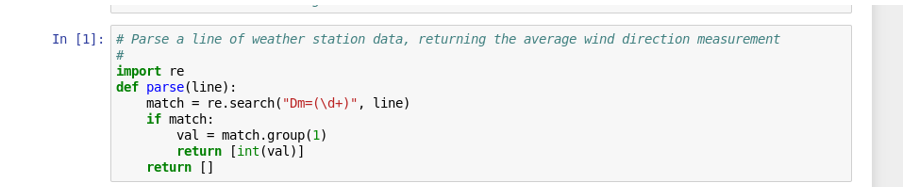 In [1]:
# Parse a line of weather station data, returning the average wind direction measurement
#
import re
def parse(line):
    match = re.search("Dm=(\d+)", line)
    if match:
        val = match.group(1)
        return [int(val)]
    return []